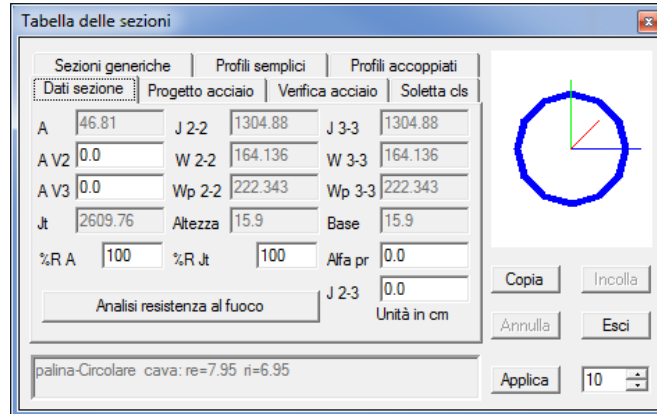 Tabella delle sezioni
Sezioni generiche Profili semplici Profili accoppiati
Dati sezione Progetto acciaio Verifica acciaio Soletta cls
A 46.81 J 2-2 1304.88 J 3-3 1304.88
A V2 0.0 W 2-2 164.136 W 3-3 164.136
A V3 0.0 Wp 2-2 222.343 Wp 3-3 222.343
Jt 2609.76 Altezza 15.9 Base 15.9
%R A 100 %R Jt 100 Alfa pr 0.0
Analisi resistenza al fuoco J 2-3 0.0
Unità in cm
palina-Circolare cava: re=7.95 ri=6.95
Copia Incolla
Annulla Esci
Applica 10